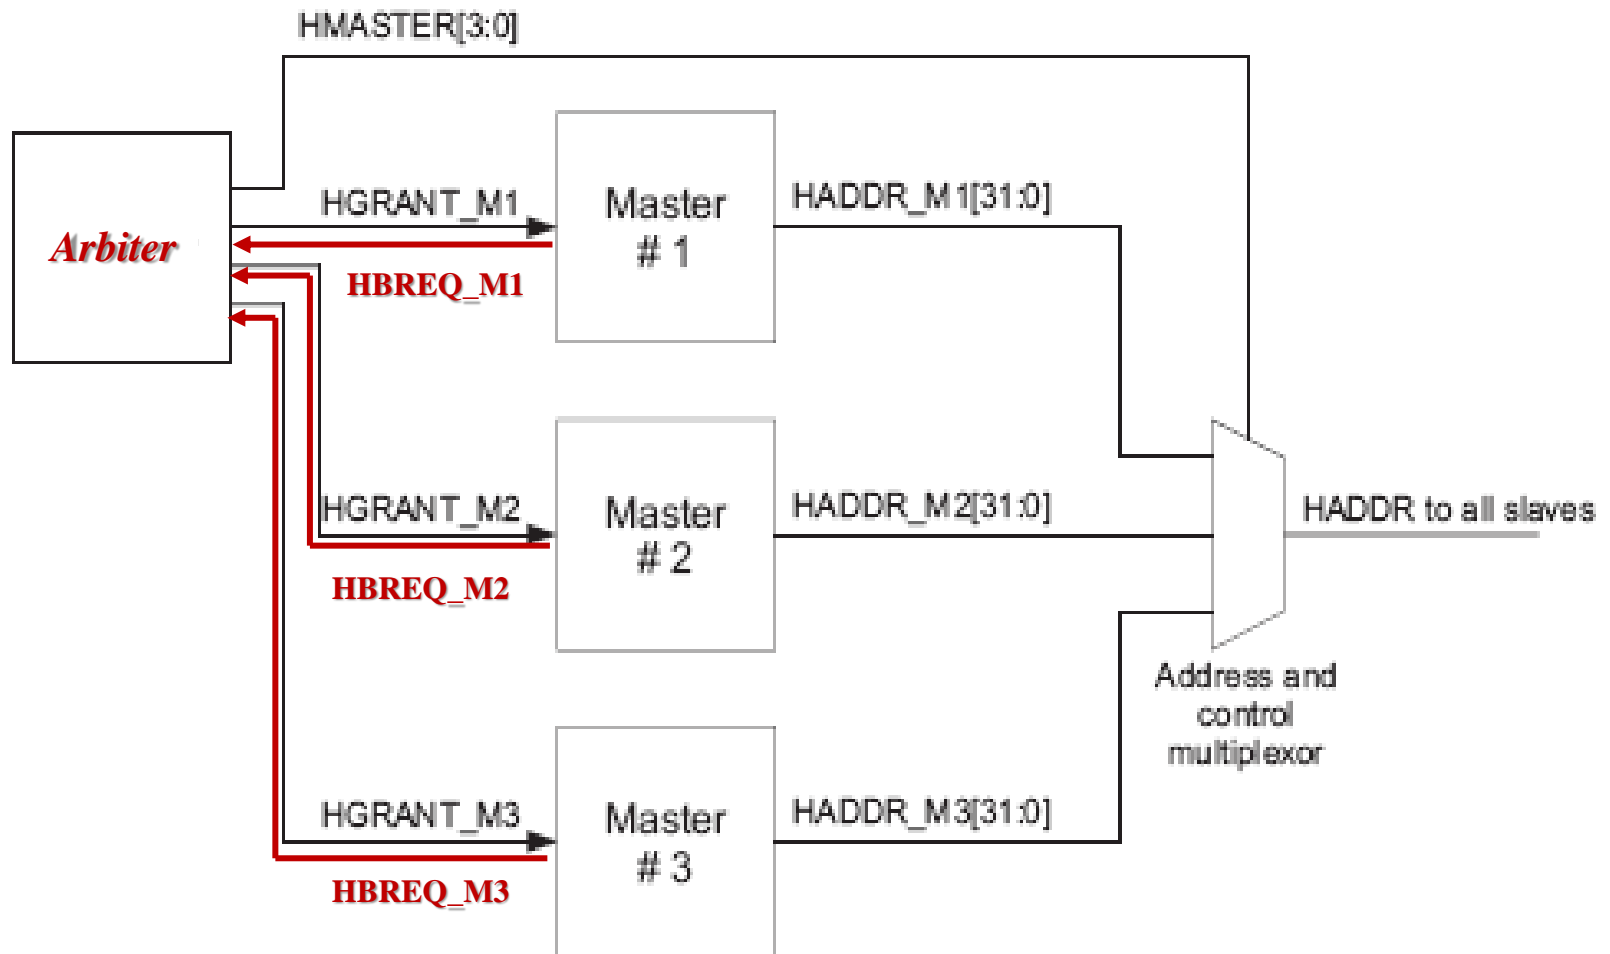 HMASTER[3:0]
Arbiter
HGRANT_M1
HBREQ_M1
Master
# 1
HADDR_M1[31:0]
HGRANT_M2
HBREQ_M2
Master
# 2
HADDR_M2[31:0]
HADDR to all slaves
Address and
control
multiplexor
HGRANT_M3
HBREQ_M3
Master
# 3
HADDR_M3[31:0]